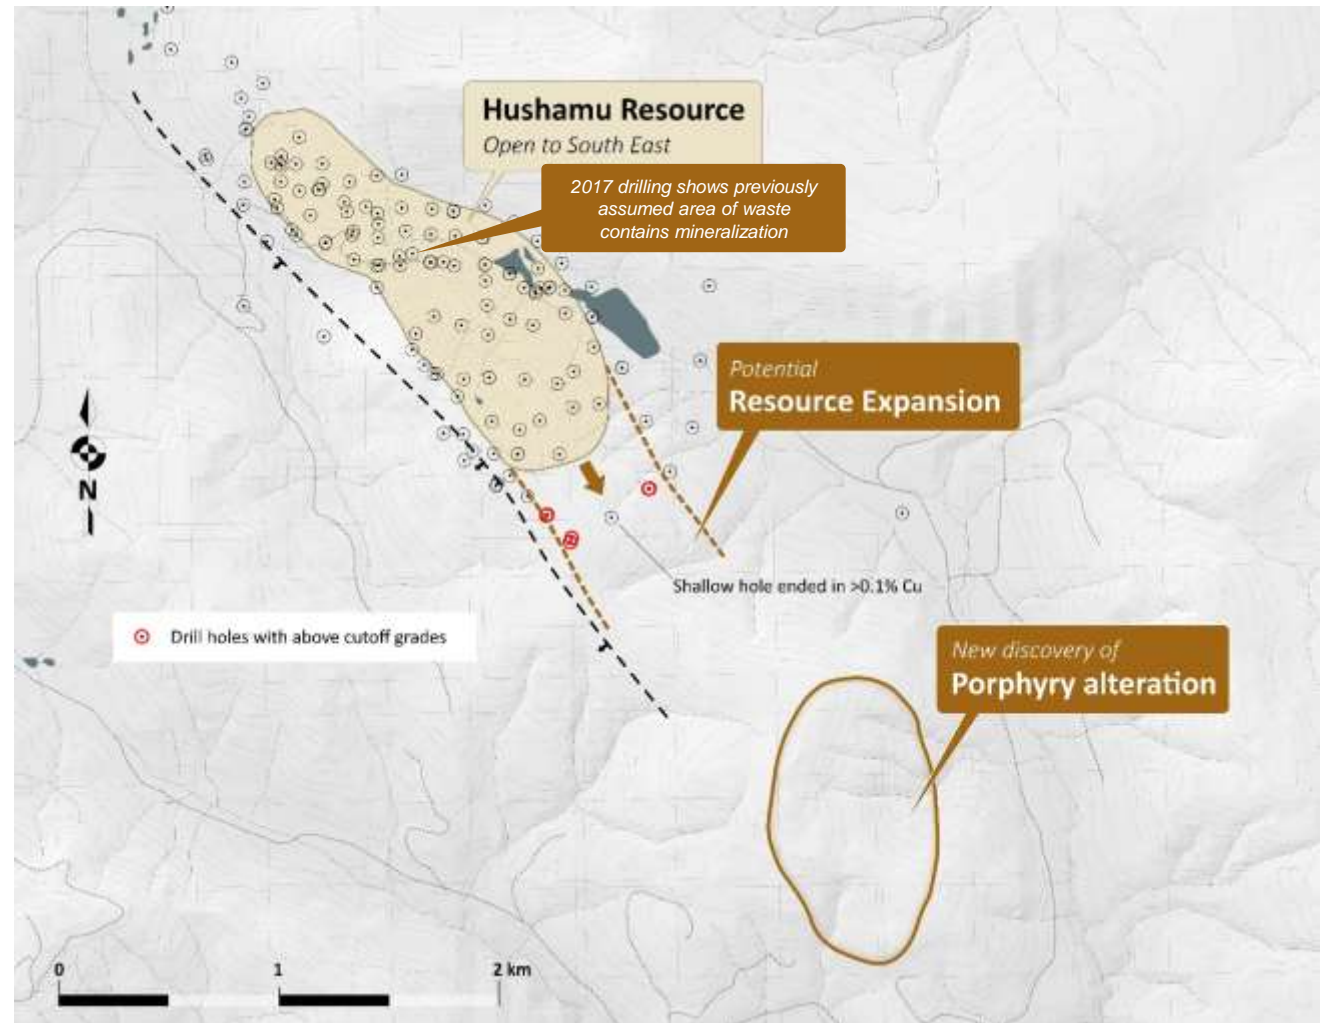 Hushamu Resource
Open to South East
2017 drilling shows previously
assumed area of waste
contains mineralization
Potential
Resource Expansion
N
Shallow hole ended in >0.1% Cu
Drill holes with above cutoff grades
New discovery of
Porphyry alteration
0 1 2 km